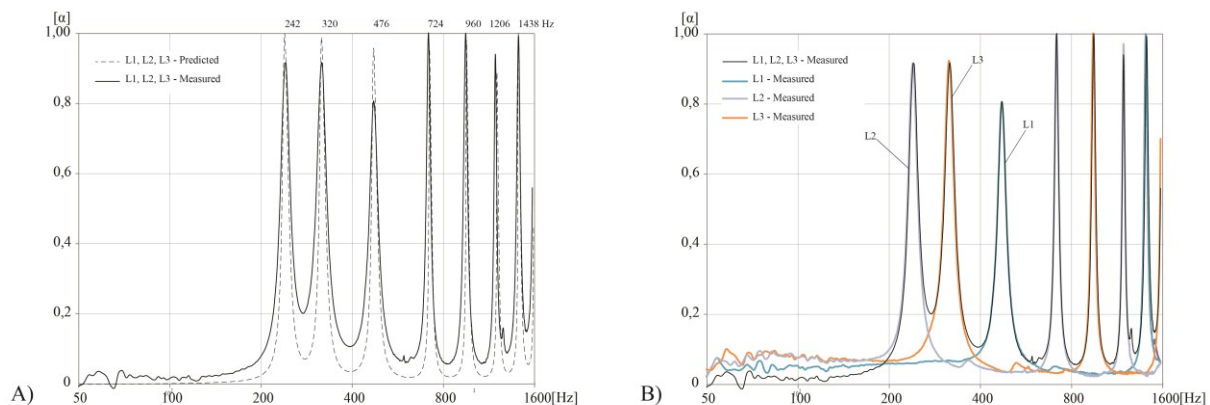 [α]
242 320 476 724 960 1206 1438 Hz
1,00
L1, L2, L3 - Predicted
L1, L2, L3 - Measured
0,8
0,6
0,4
0,2
0
A)
50 100 200 400 800 1600[Hz]
[α]
1,00
L1, L2, L3 - Measured
L1 - Measured
L2 - Measured
L3 - Measured
L3
0,8
L2
L1
0,6
0,4
0,2
0
B)
50 100 200 400 800 1600[Hz]